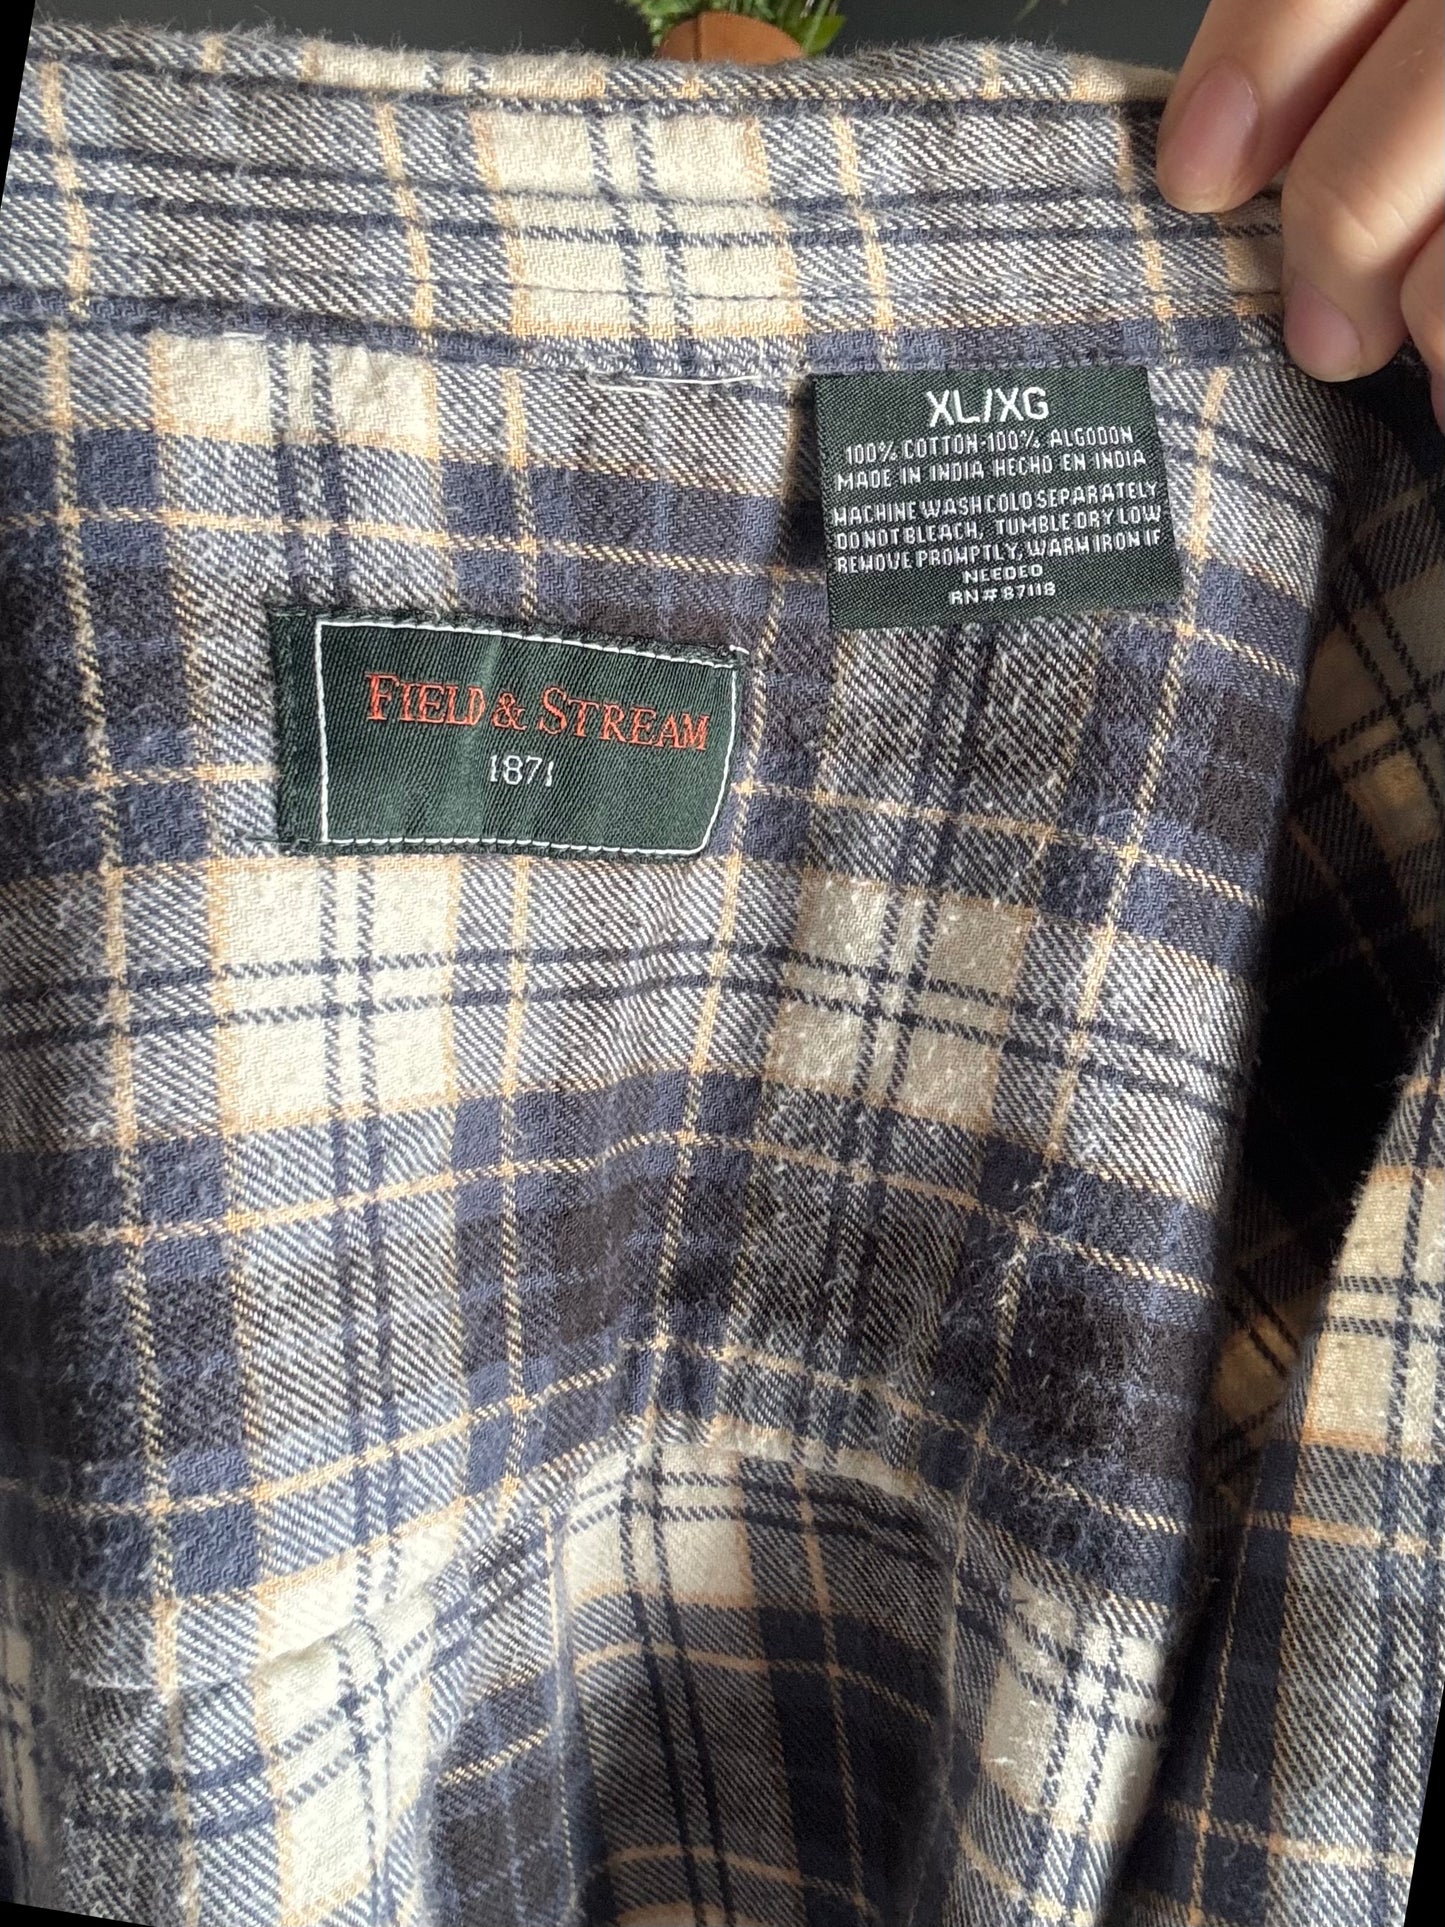 XL/XG
100% COTTON-100% ALGODON
MADE IN INDIA HECHO EN INDIA
MACHINE WASH COLD SEPARATELY
DO NOT BLEACH, TUMBLE DRY LOW
REMOVE PROMPTLY, WARM IRON IF
NEEDED
RN# 87118
FIELD & STREAM
1871